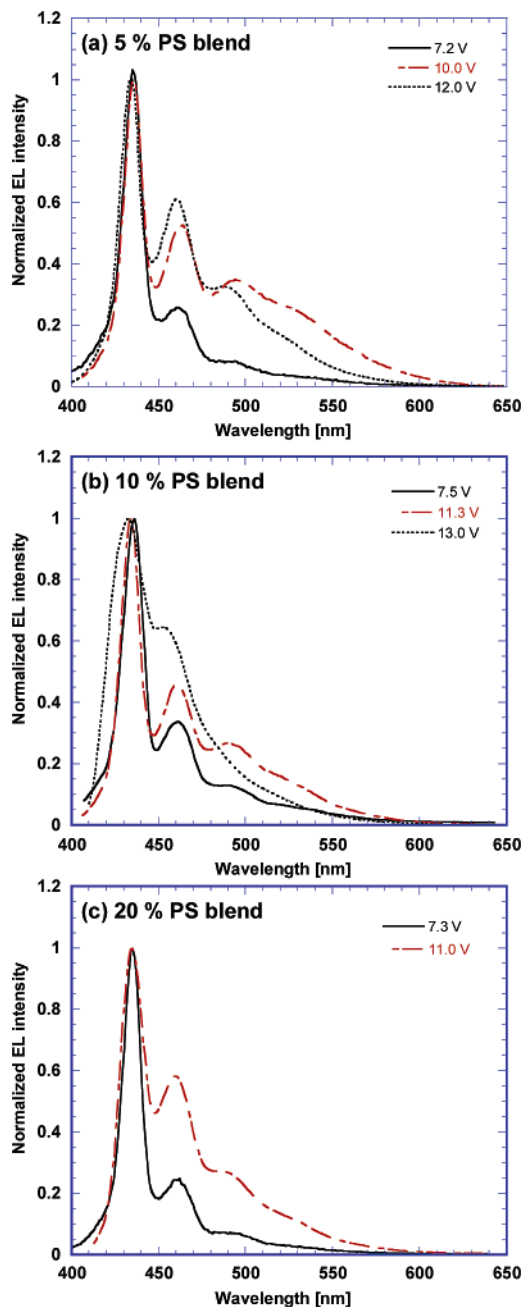 (a) 5 % PS blend
7.2 V
10.0 V
12.0 V
Normalized EL intensity
1.2
1
0.8
0.6
0.4
0.2
0
400 450 500 550 600 650
Wavelength [nm]
(b) 10 % PS blend
7.5 V
11.3 V
13.0 V
Normalized EL intensity
1.2
1
0.8
0.6
0.4
0.2
0
400 450 500 550 600 650
Wavelength [nm]
(c) 20 % PS blend
7.3 V
11.0 V
Normalized EL intensity
1.2
1
0.8
0.6
0.4
0.2
0
400 450 500 550 600 650
Wavelength [nm]